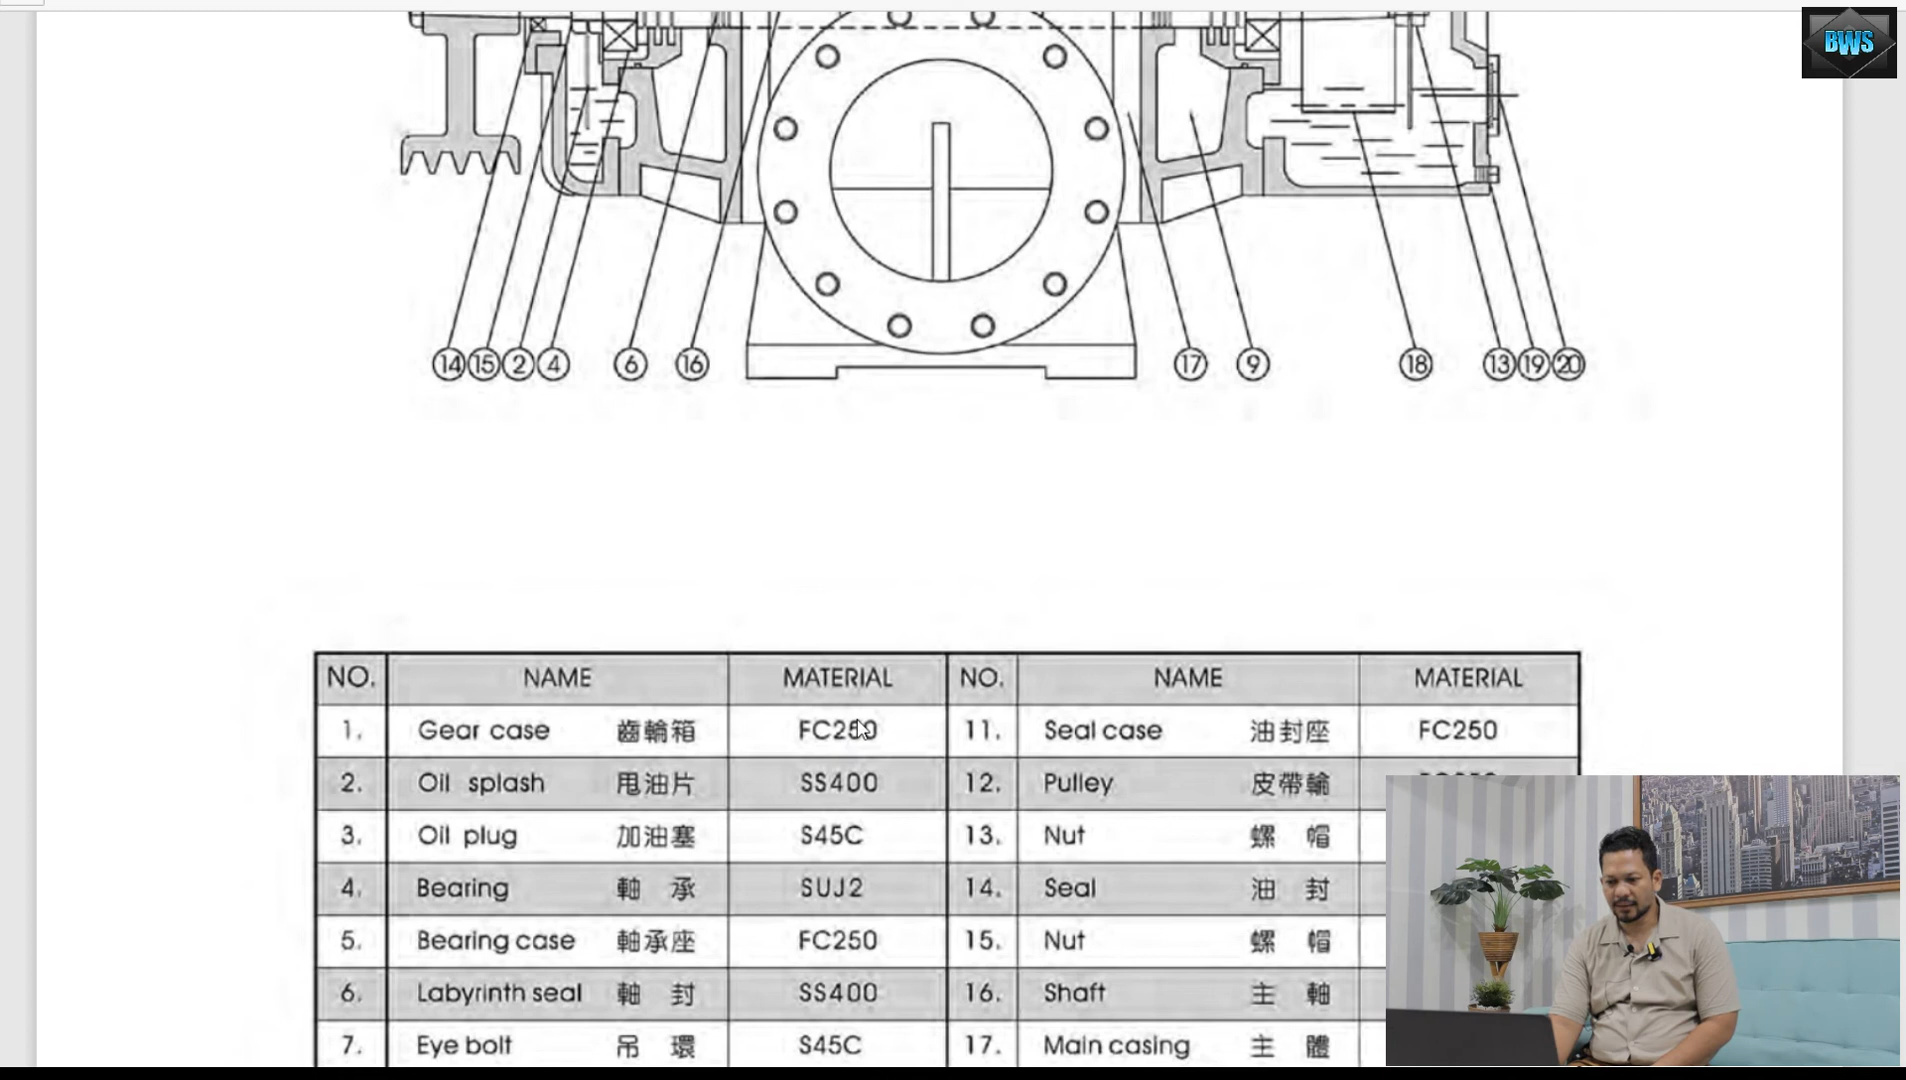 BWS
14 15 2 4 6 16 17 9 18 13 19 20
NO. NAME MATERIAL NO. NAME MATERIAL
1. Gear case 齒輪箱 FC250 11. Seal case 油封座 FC250
2. Oil splash 甩油片 SS400 12. Pulley 皮帶輪
3. Oil plug 加油塞 S45C 13. Nut 螺帽
4. Bearing 軸承 SUJ2 14. Seal 油封
5. Bearing case 軸承座 FC250 15. Nut 螺帽
6. Labyrinth seal 軸封 SS400 16. Shaft 主軸
7. Eye bolt 吊環 S45C 17. Main casing 主體